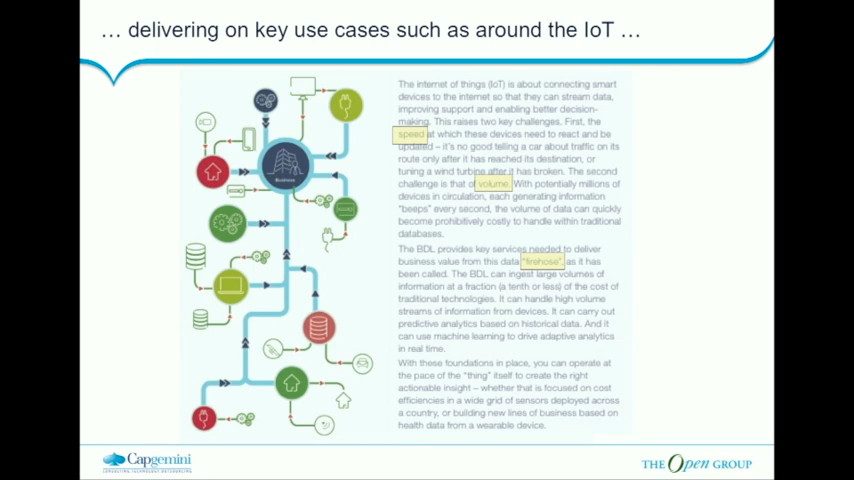 … delivering on key use cases such as around the IoT …
The internet of things (IoT) is about connecting smart
devices to the internet so that they can stream data,
improving support and enabling better decision-
making. This raises two key challenges. First, the
speed at which these devices need to react and be
updated – it's no good telling a car about traffic on its
route only after it has reached its destination, or
tuning a wind turbine after it has broken. The second
challenge is that of volume. With potentially millions of
devices in circulation, each generating information
"beeps" every second, the volume of data can quickly
become prohibitively costly to handle within traditional
databases.
The BDL provides key services needed to deliver
business value from this data "firehose", as it has
been called. The BDL can ingest large volumes of
information at a fraction (a tenth or less) of the cost of
traditional technologies. It can handle high volume
streams of information from devices. It can carry out
predictive analytics based on historical data. And it
can use machine learning to drive adaptive analytics
in real time.
With these foundations in place, you can operate at
the pace of the "thing" itself to create the right
actionable insight – whether that is focused on cost
efficiencies in a wide grid of sensors deployed across
a country, or building new lines of business based on
health data from a wearable device.
Business
Capgemini
CONSULTING.TECHNOLOGY.OUTSOURCING
THE Open GROUP